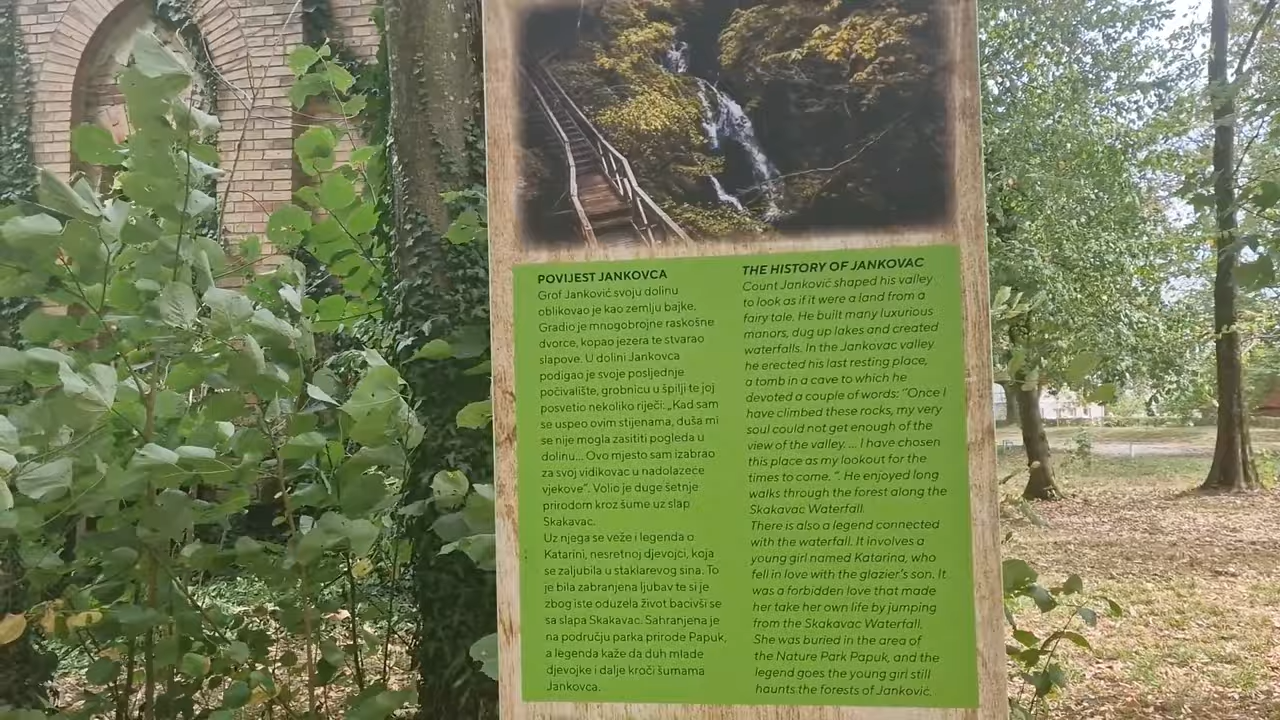 POVIJEST JANKOVCA
Grof Janković svoju dolinu
oblikovao je kao zemlju bajke.
Gradio je mnogobrojne raskošne
dvorce, kopao jezera te stvarao
slapove. U dolini Jankovca
podigao je svoje posljednje
počivalište, grobnicu u špilji te joj
posvetio nekoliko riječi: „Kad sam
se uspeo ovim stijenama, duša mi
se nije mogla zasititi pogleda u
dolinu... Ovo mjesto sam izabrao
za svoj vidikovac u nadolazeće
vjekove”. Volio je duge šetnje
prirodom kroz šume uz slap
Skakavac.
Uz njega se veže i legenda o
Katarini, nesretnoj djevojci, koja
se zaljubila u staklarevog sina. To
je bila zabranjena ljubav te si je
zbog iste oduzela život bacivši se
sa slapa Skakavac. Sahranjena je
na području parka prirode Papuk,
a legenda kaže da duh mlade
djevojke i dalje kroči šumama
Jankovca.
THE HISTORY OF JANKOVAC
Count Janković shaped his valley
to look as if it were a land from a
fairy tale. He built many luxurious
manors, dug up lakes and created
waterfalls. In the Jankovac valley
he erected his last resting place,
a tomb in a cave to which he
devoted a couple of words: “Once I
have climbed these rocks, my very
soul could not get enough of the
view of the valley. ... I have chosen
this place as my lookout for the
times to come. ”. He enjoyed long
walks through the forest along the
Skakavac Waterfall.
There is also a legend connected
with the waterfall. It involves a
young girl named Katarina, who
fell in love with the glazier's son. It
was a forbidden love that made
her take her own life by jumping
from the Skakavac Waterfall.
She was buried in the area of
the Nature Park Papuk, and the
legend goes the young girl still
haunts the forests of Janković.